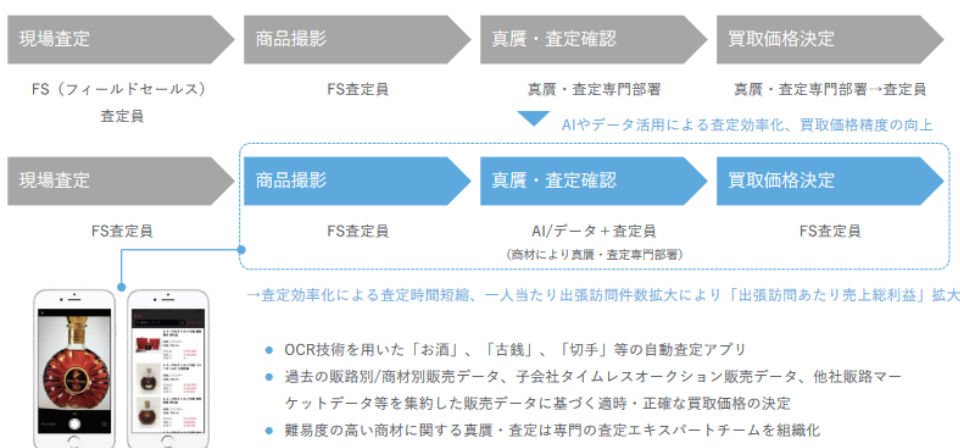 現場査定
商品撮影
真贋・査定確認
買取価格決定
FS（フィールドセールス）
査定員
FS査定員
真贋・査定専門部署
真贋・査定専門部署→査定員
AIやデータ活用による査定効率化、買取価格精度の向上
現場査定
商品撮影
真贋・査定確認
買取価格決定
FS査定員
FS査定員
AI/データ＋査定員
(商材により真贋・査定専門部署)
FS査定員
→査定効率化による査定時間短縮、一人当たり出張訪問件数拡大により「出張訪問あたり売上総利益」拡大
● OCR技術を用いた「お酒」、「古銭」、「切手」等の自動査定アプリ
● 過去の販路別/商材別販売データ、子会社タイムレスオークション販売データ、他社販路マー
ケットデータ等を集約した販売データに基づく適時・正確な買取価格の決定
● 難易度の高い商材に関する真贋・査定は専門の査定エキスパートチームを組織化